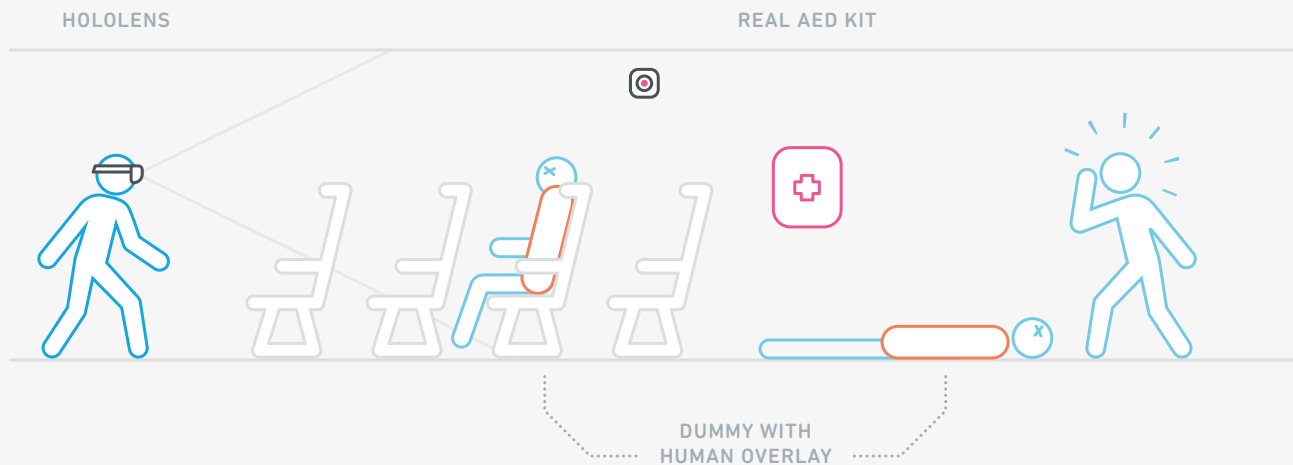 HOLOLENS
REAL AED KIT
DUMMY WITH
HUMAN OVERLAY